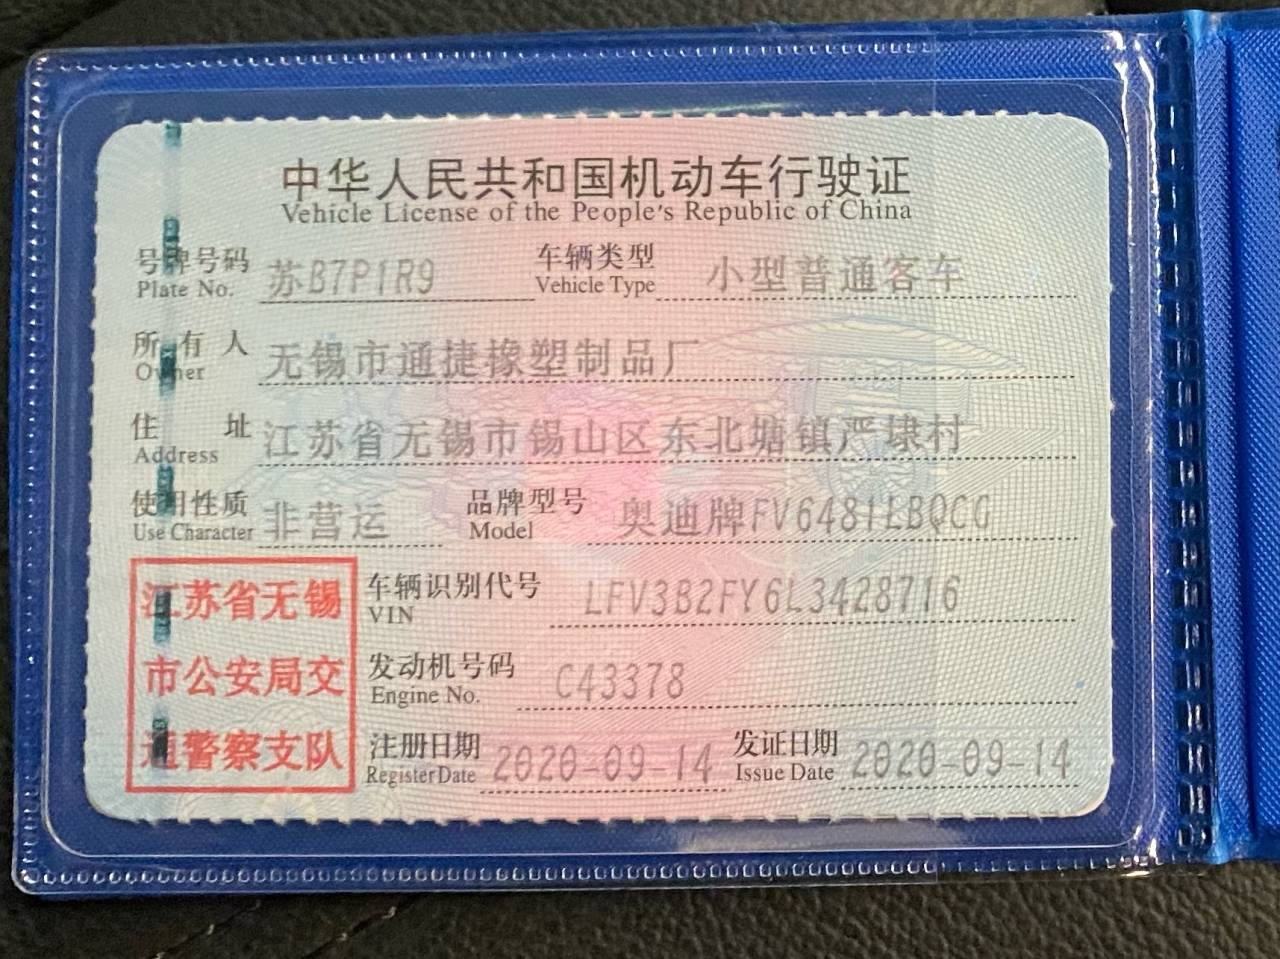 中华人民共和国机动车行驶证
Vehicle License of the People's Republic of China
号牌号码 苏B7P1R9 车辆类型 小型普通客车
Plate No. Vehicle Type
所有人 无锡市通捷橡塑制品厂
Owner
住址 江苏省无锡市锡山区东北塘镇严埭村
Address
使用性质 非营运 品牌型号 奥迪牌FV6481LBQCG
Use Character Model
江苏省无锡
市公安局交
通警察支队
车辆识别代号 LFV3B2FY6L3428716
VIN
发动机号码 C43378
Engine No.
注册日期 2020-09-14 发证日期 2020-09-14
Register Date Issue Date